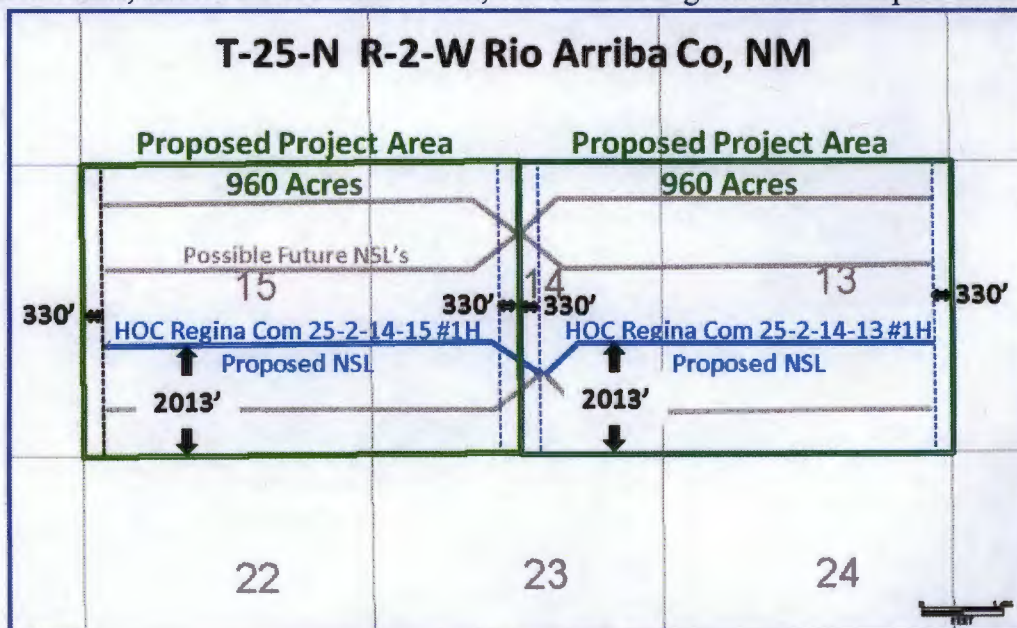 T-25-N R-2-W Rio Arriba Co, NM
Proposed Project Area
Proposed Project Area
960 Acres
960 Acres
Possible Future NSL's
15
14
13
330'
330'
330'
330'
HOC Regina Com 25-2-14-15 #1H
HOC Regina Com 25-2-14-13 #1H
Proposed NSL
Proposed NSL
2013'
2013'
22
23
24
FEET